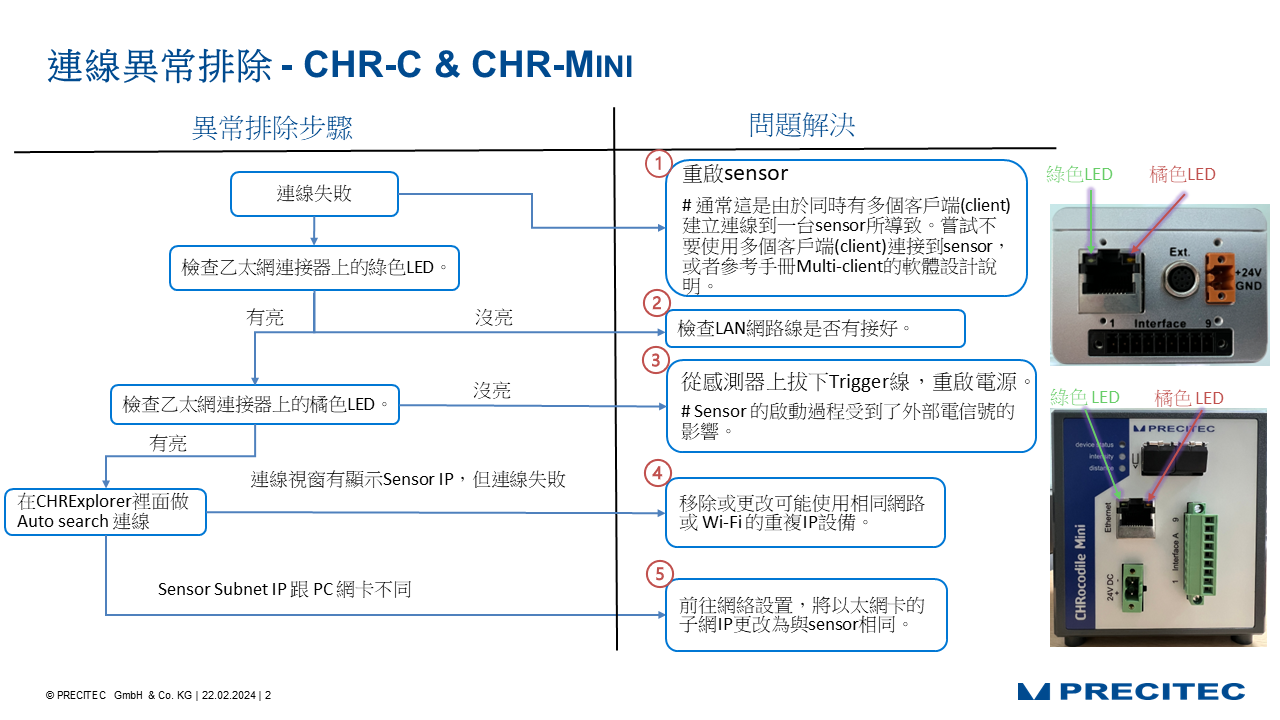 連線異常排除 - CHR-C & CHR-MINI
異常排除步驟
問題解決
連線失敗
檢查乙太網連接器上的綠色LED。
有亮
沒亮
檢查乙太網連接器上的橘色LED。
沒亮
有亮
在CHRExplorer裡面做
Auto search 連線
連線視窗有顯示Sensor IP，但連線失敗
Sensor Subnet IP 跟 PC 網卡不同
1
重啟sensor
# 通常這是由於同時有多個客戶端(client)
建立連線到一台sensor所導致。嘗試不
要使用多個客戶端(client)連接到sensor，
或者參考手冊Multi-client的軟體設計說
明。
2
檢查LAN網路線是否有接好。
3
從感測器上拔下Trigger線，重啟電源。
# Sensor 的啟動過程受到了外部電信號的
影響。
4
移除或更改可能使用相同網路
或 Wi-Fi 的重複IP設備。
5
前往網絡設置，將以太網卡的
子網IP更改為與sensor相同。
綠色LED
橘色LED
Ext.
+24V
GND
1 Interface 9
綠色 LED
橘色 LED
PRECITEC
device status
intensity
distance
Ethernet
CHRocodile Mini
24V DC
- +
1 Interface A 9
© PRECITEC GmbH & Co. KG | 22.02.2024 | 2
PRECITEC